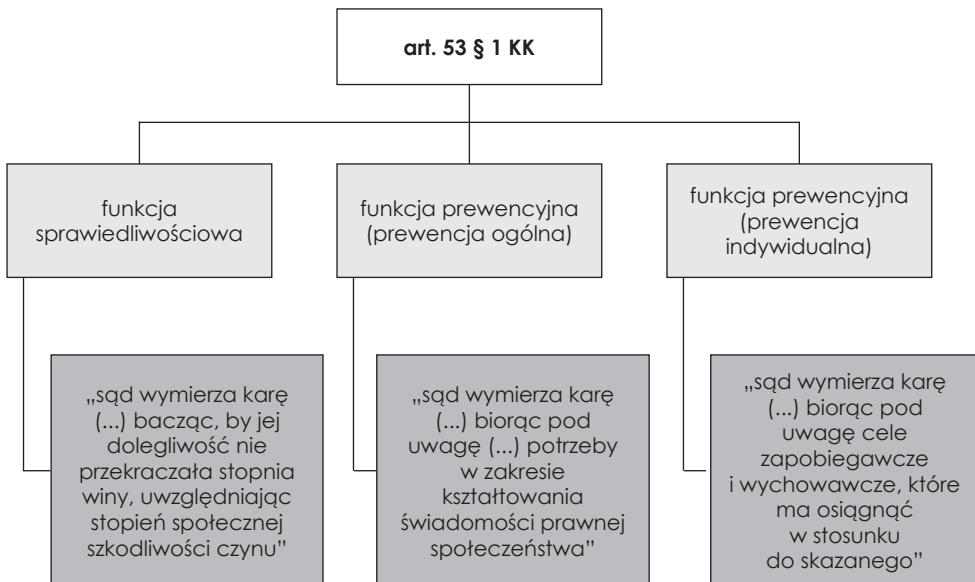 art. 53 § 1 KK
funkcja
sprawiedliwościowa
funkcja prewencyjna
(prewencja ogólna)
funkcja prewencyjna
(prewencja
indywidualna)
„sąd wymierza karę
(...) bacząc, by jej
dolegliwość nie
przekraczała stopnia
winy, uwzględniając
stopień społecznej
szkodliwości czynu”
„sąd wymierza karę
(...) biorąc pod
uwagę (...) potrzeby
w zakresie
kształtowania
świadomości prawnej
społeczeństwa”
„sąd wymierza karę
(...) biorąc pod
uwagę cele
zapobiegawcze
i wychowawcze, które
ma osiągnąć
w stosunku
do skazanego”